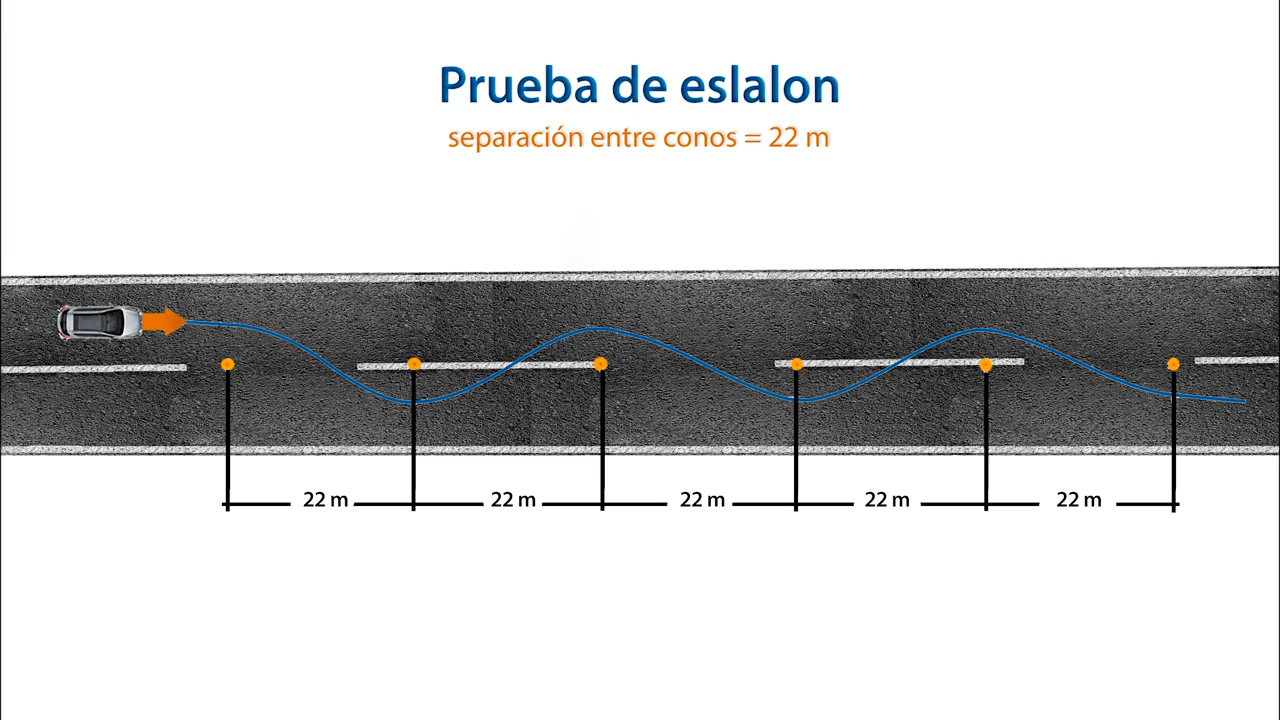 Prueba de eslalon
separación entre conos = 22 m
22 m 22 m 22 m 22 m 22 m